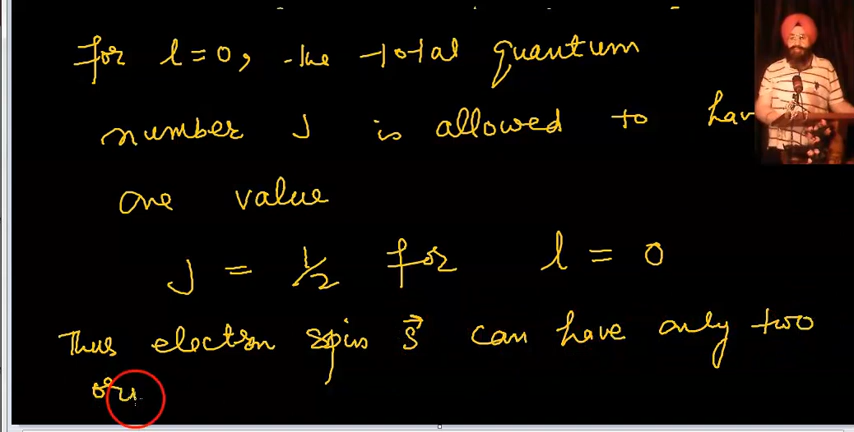 for l = 0, the total quantum
number J is allowed to hav
one value
J = 1/2 for l = 0
Thus electron spin S⃗ can have only two